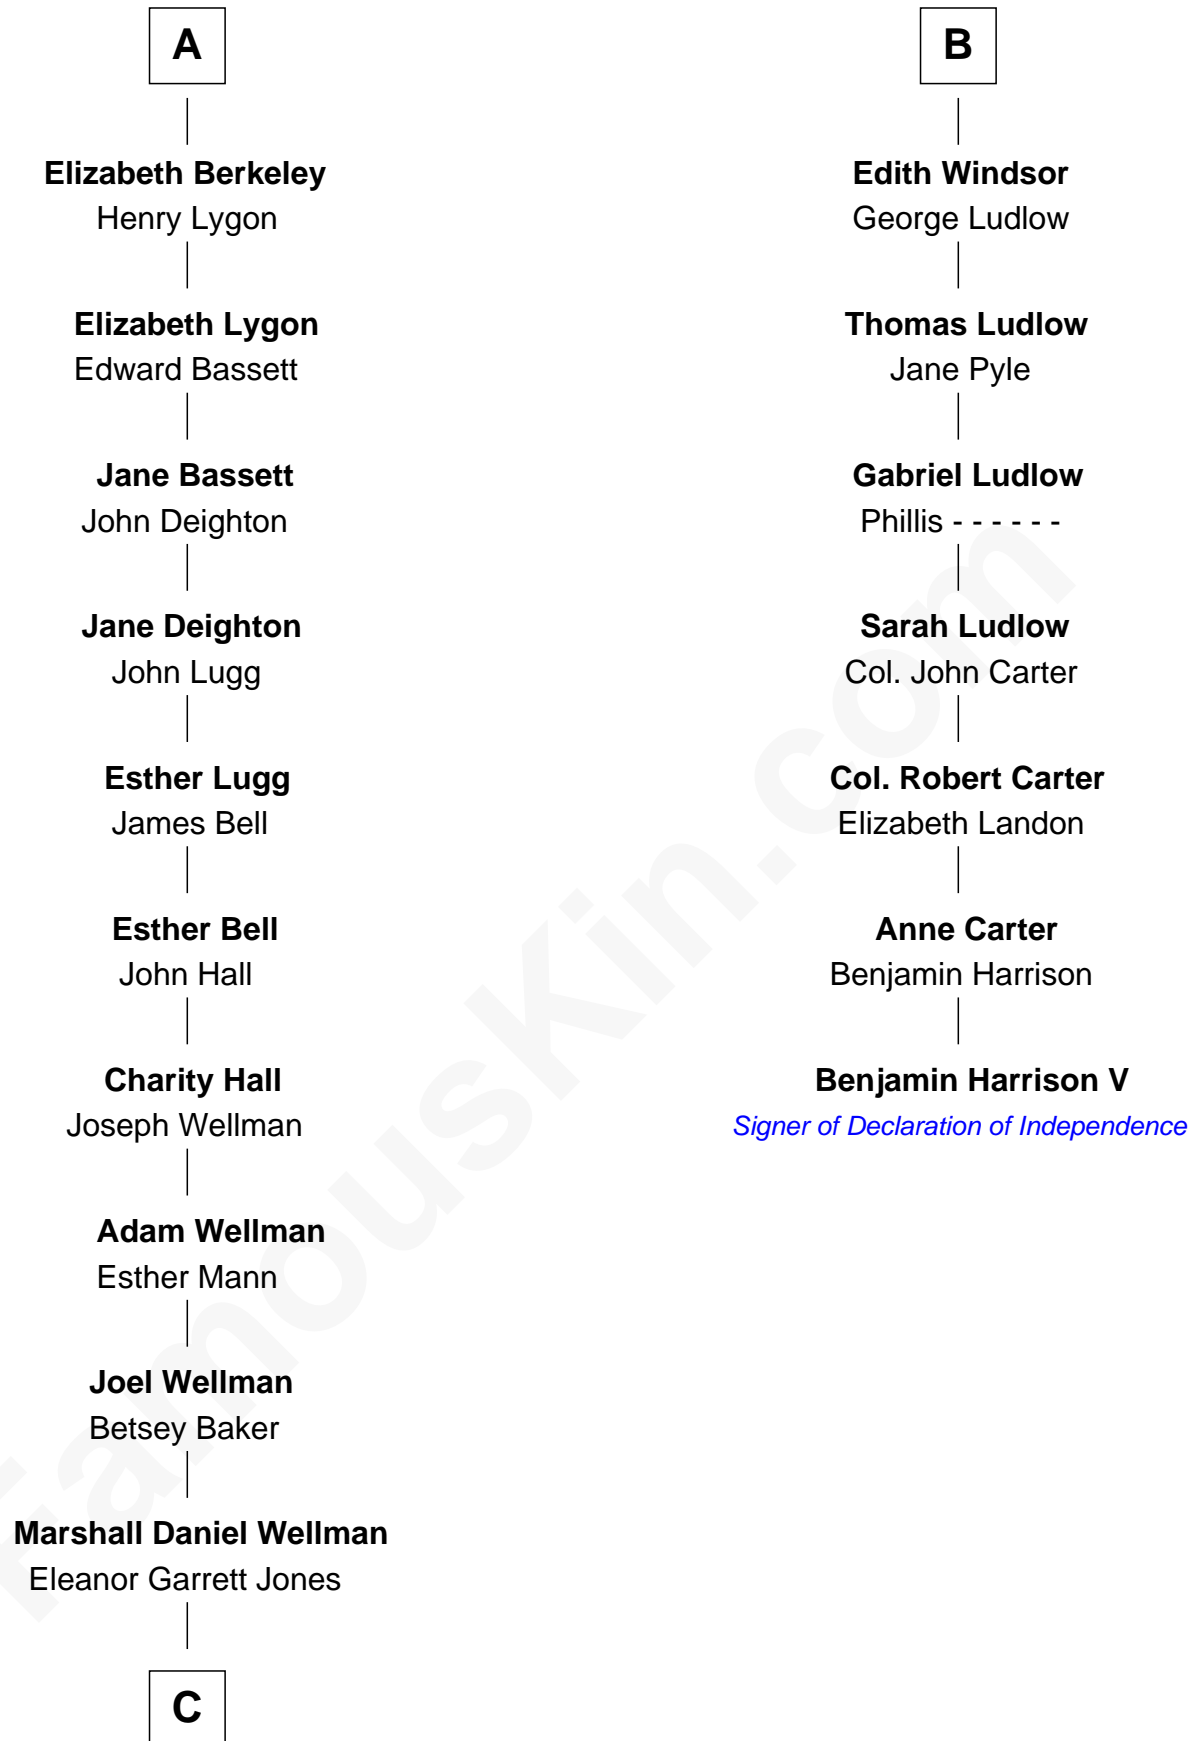 A
Elizabeth Berkeley
Henry Lygon
Elizabeth Lygon
Edward Bassett
Jane Bassett
John Deighton
Jane Deighton
John Lugg
Esther Lugg
James Bell
Esther Bell
John Hall
Charity Hall
Joseph Wellman
Adam Wellman
Esther Mann
Joel Wellman
Betsey Baker
Marshall Daniel Wellman
Eleanor Garrett Jones
C
B
Edith Windsor
George Ludlow
Thomas Ludlow
Jane Pyle
Gabriel Ludlow
Phillis - - - - - -
Sarah Ludlow
Col. John Carter
Col. Robert Carter
Elizabeth Landon
Anne Carter
Benjamin Harrison
Benjamin Harrison V
Signer of Declaration of Independence
FamousKin.com